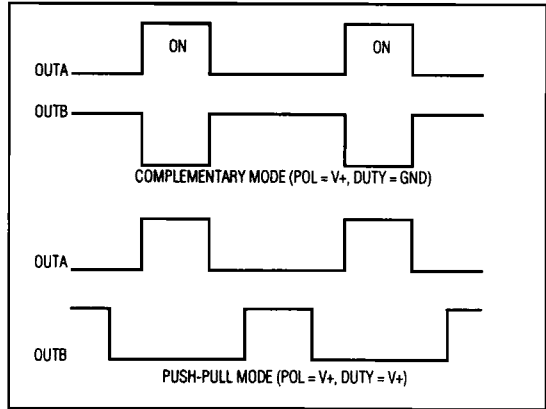 ON ON
OUTA
OUTB
COMPLEMENTARY MODE (POL = V+, DUTY = GND)
OUTA
OUTB
PUSH-PULL MODE (POL = V+, DUTY = V+)